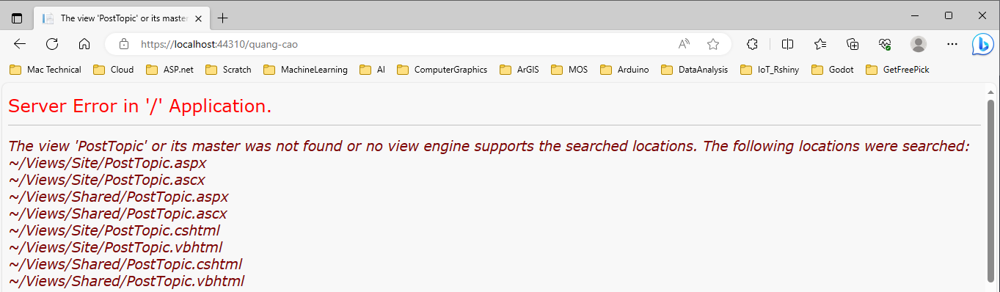 The view 'PostTopic' or its master
https://localhost:44310/quang-cao
Mac Technical Cloud ASP.net Scratch MachineLearning AI ComputerGraphics ArGIS MOS Arduino DataAnalysis IoT_Rshiny Godot GetFreePick
Server Error in '/' Application.
The view 'PostTopic' or its master was not found or no view engine supports the searched locations. The following locations were searched:
~/Views/Site/PostTopic.aspx
~/Views/Site/PostTopic.ascx
~/Views/Shared/PostTopic.aspx
~/Views/Shared/PostTopic.ascx
~/Views/Site/PostTopic.cshtml
~/Views/Site/PostTopic.vbhtml
~/Views/Shared/PostTopic.cshtml
~/Views/Shared/PostTopic.vbhtml